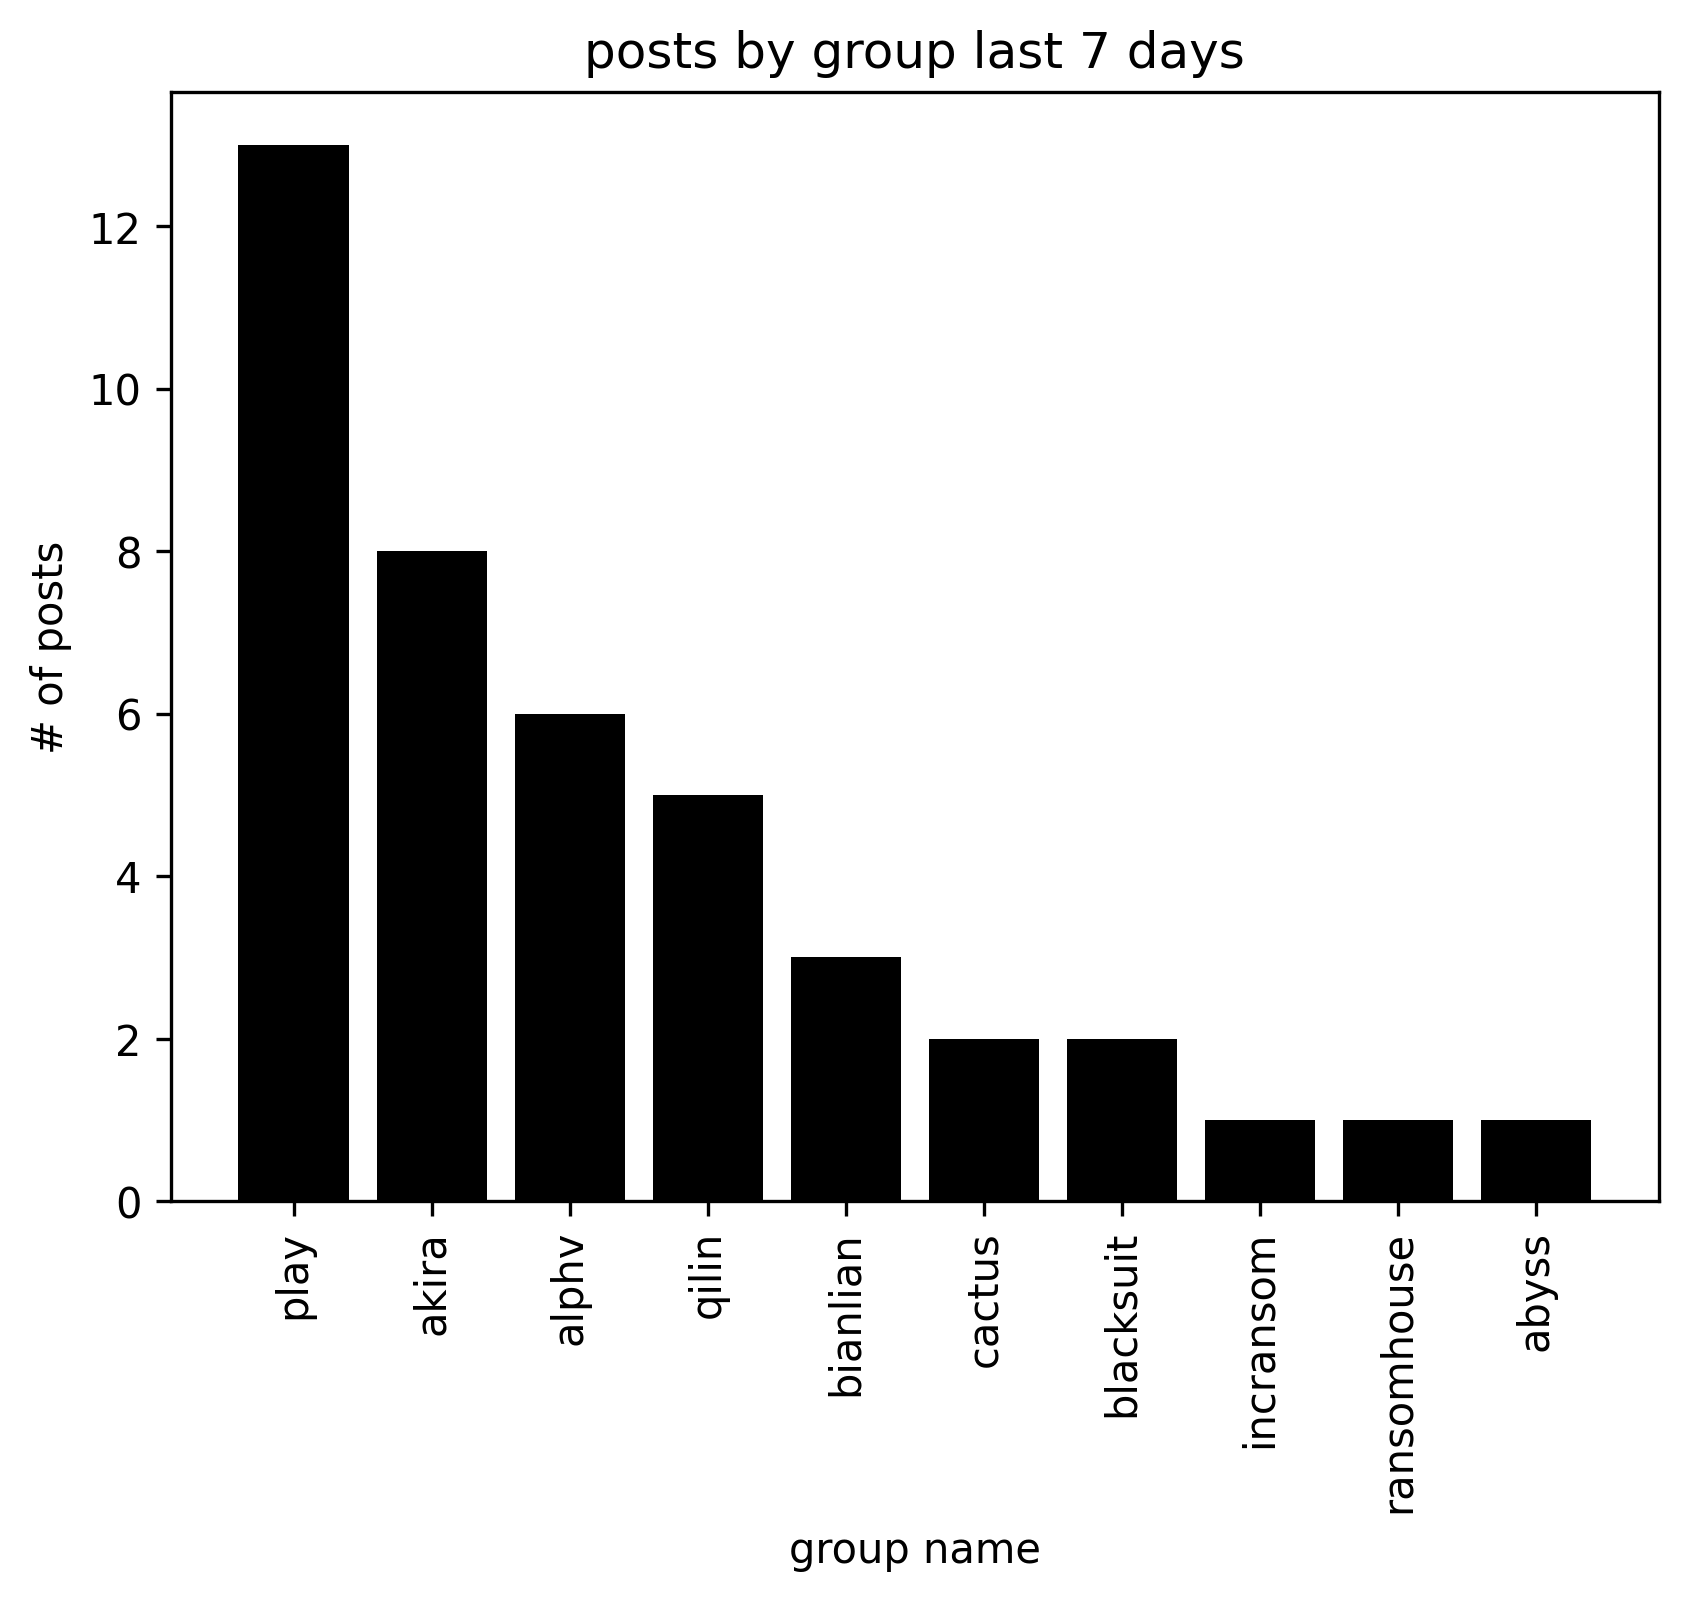 posts by group last 7 days
# of posts
12
10
8
6
4
2
0
play
akira
alphv
qilin
bianlian
cactus
blacksuit
incransom
ransomhouse
abyss
group name